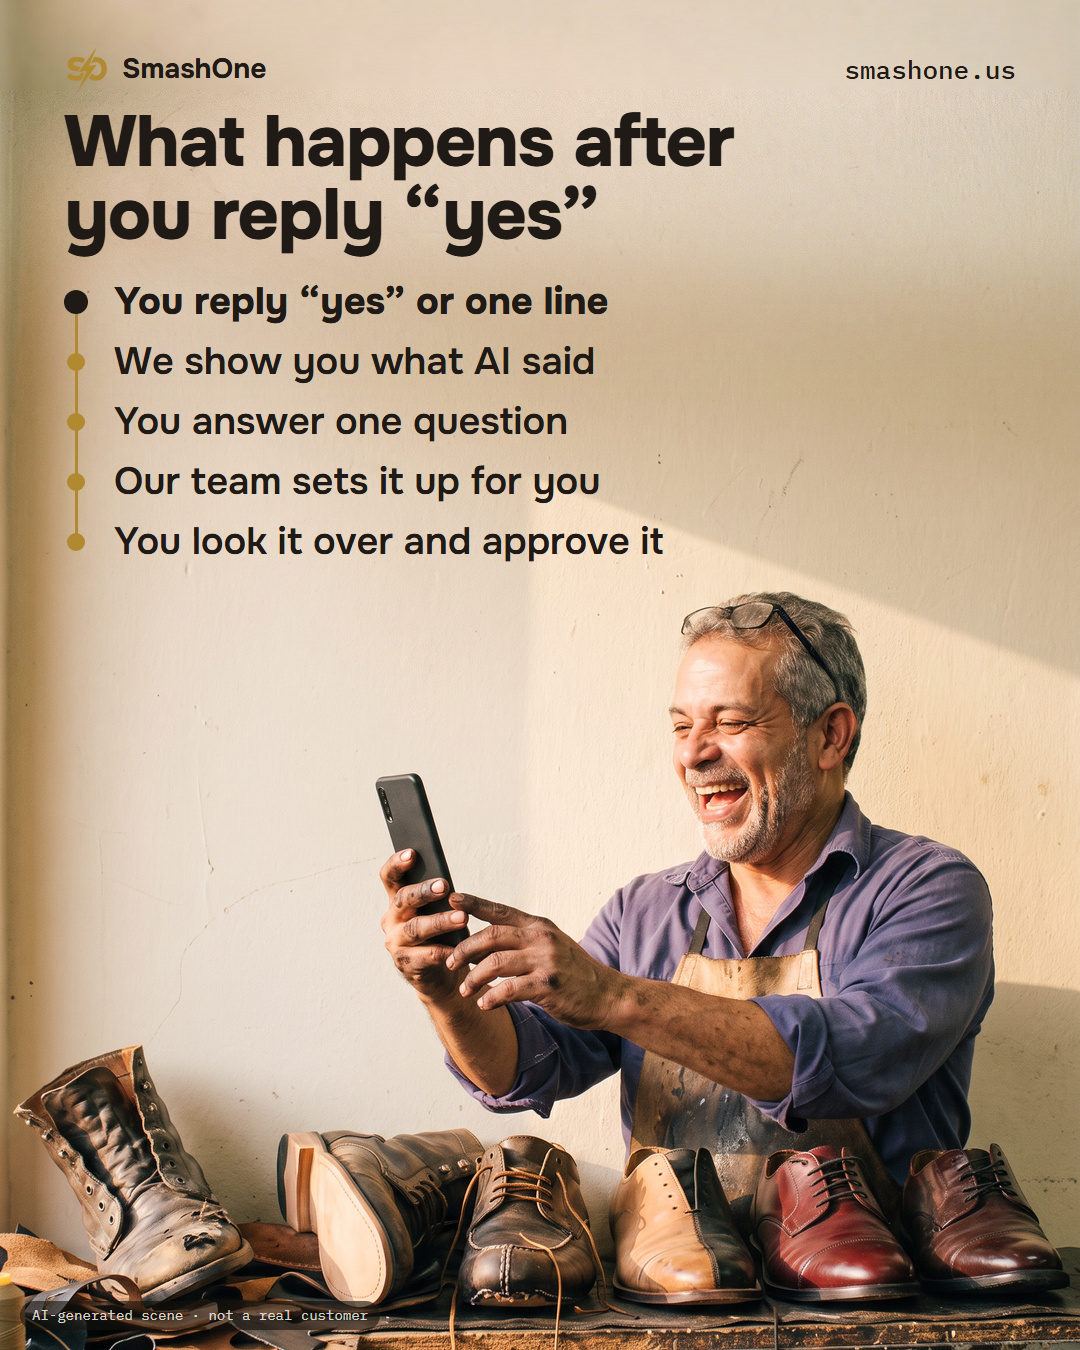 SmashOne
smashone.us
What happens after
you reply “yes”
You reply “yes” or one line
We show you what AI said
You answer one question
Our team sets it up for you
You look it over and approve it
AI-generated scene · not a real customer